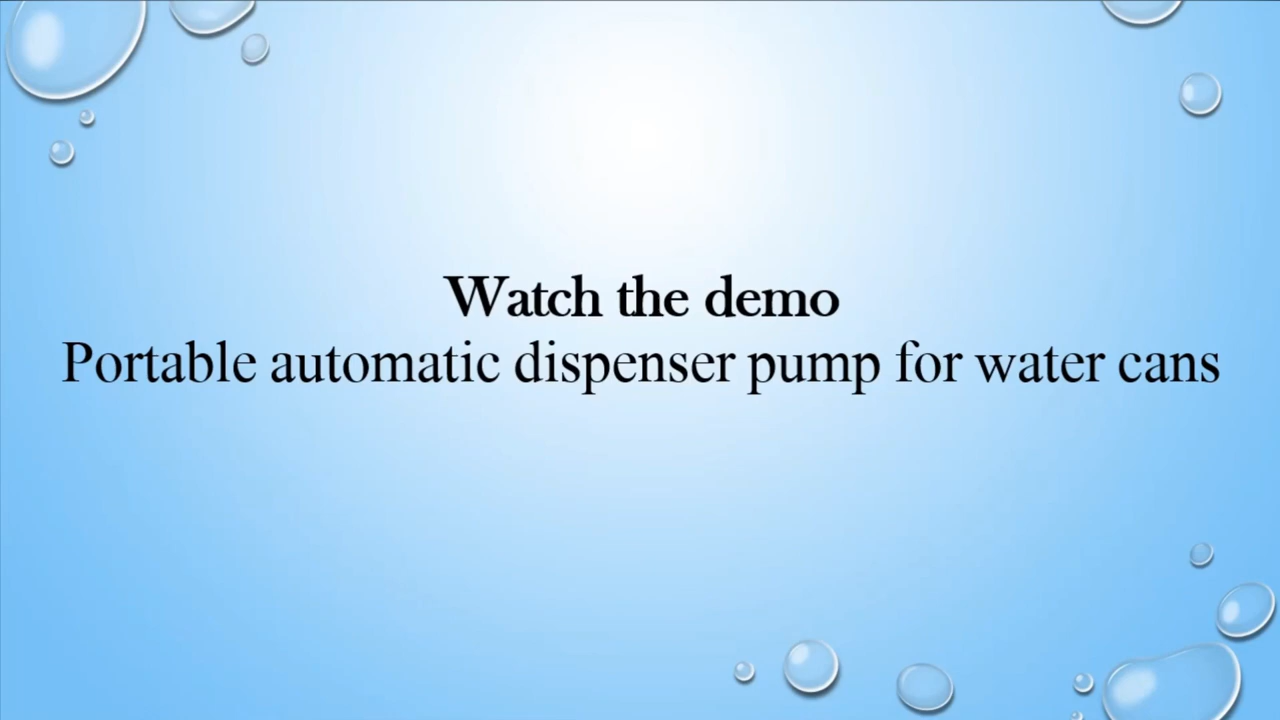 Watch the demo
Portable automatic dispenser pump for water cans